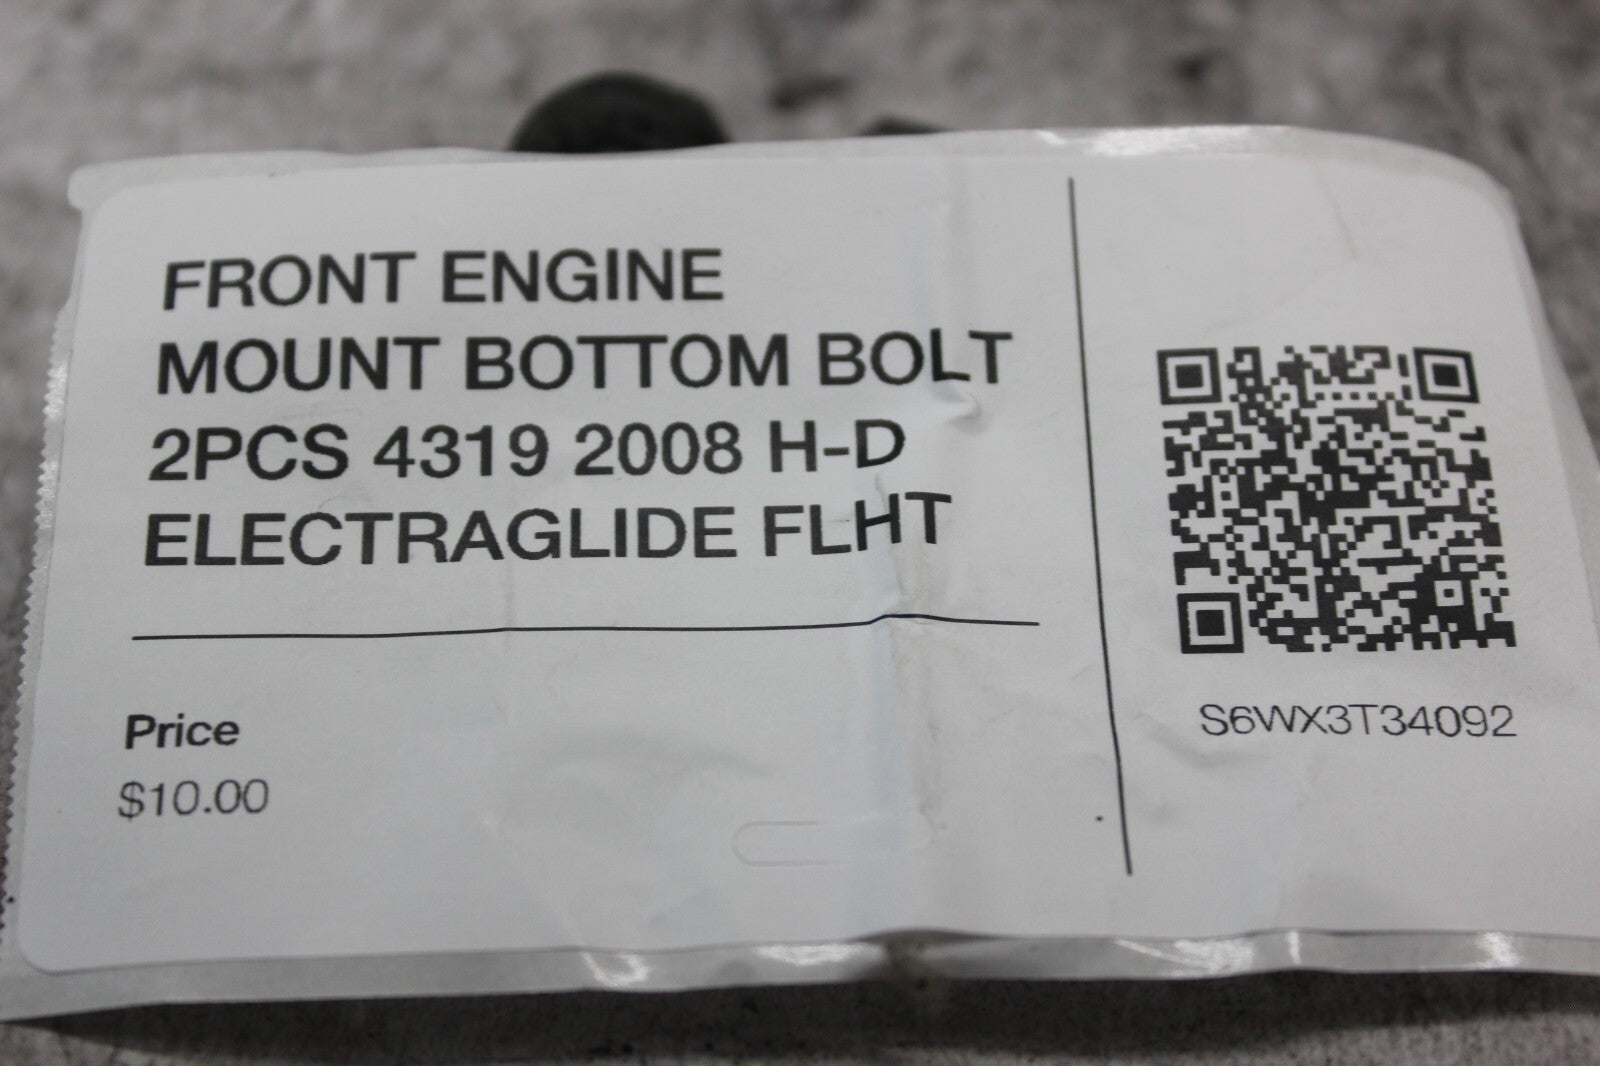 FRONT ENGINE
MOUNT BOTTOM BOLT
2PCS 4319 2008 H-D
ELECTRAGLIDE FLHT
Price
$10.00
S6WX3T34092